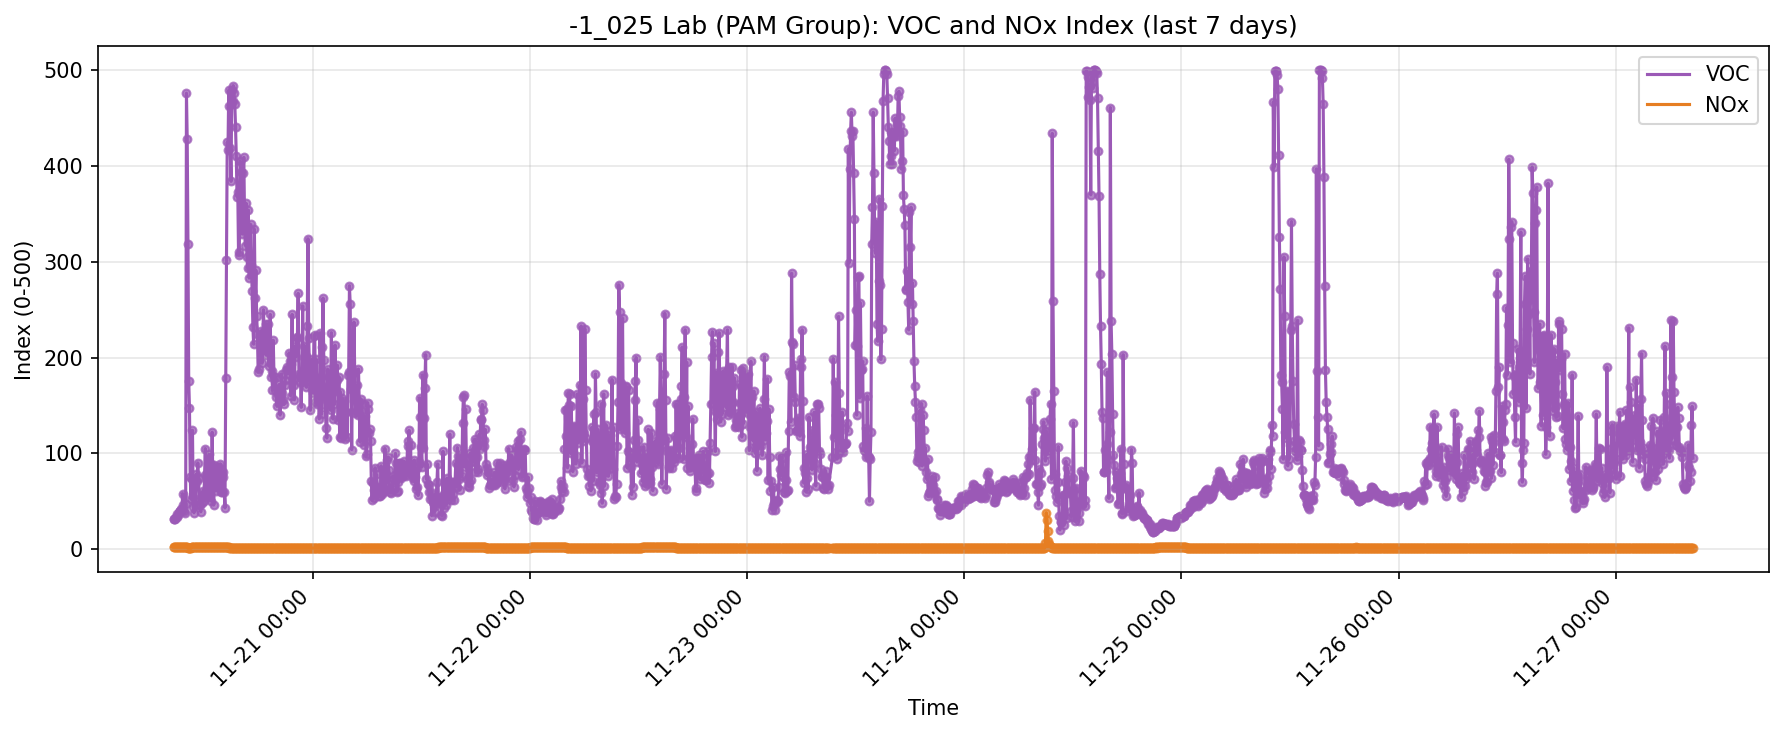 -1_025 Lab (PAM Group): VOC and NOx Index (last 7 days)
VOC
NOx
Index (0-500)
500
400
300
200
100
0
11-21 00:00
11-22 00:00
11-23 00:00
11-24 00:00
11-25 00:00
11-26 00:00
11-27 00:00
Time